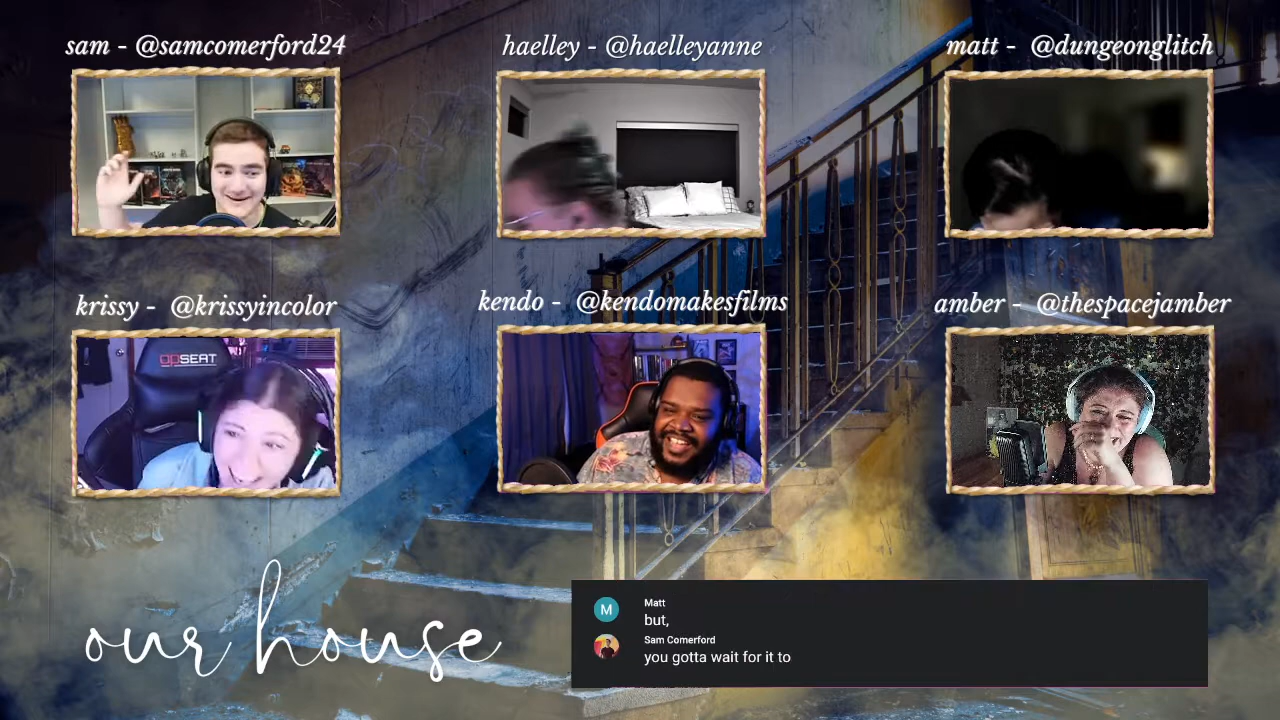 sam - @samcomerford24
haelley - @haelleyanne
matt - @dungeonglitch
krissy - @krissyincolor
kendo - @kendomakesfilms
amber - @thespacejamber
OPSEAT
our house
M
Matt
but,
Sam Comerford
you gotta wait for it to